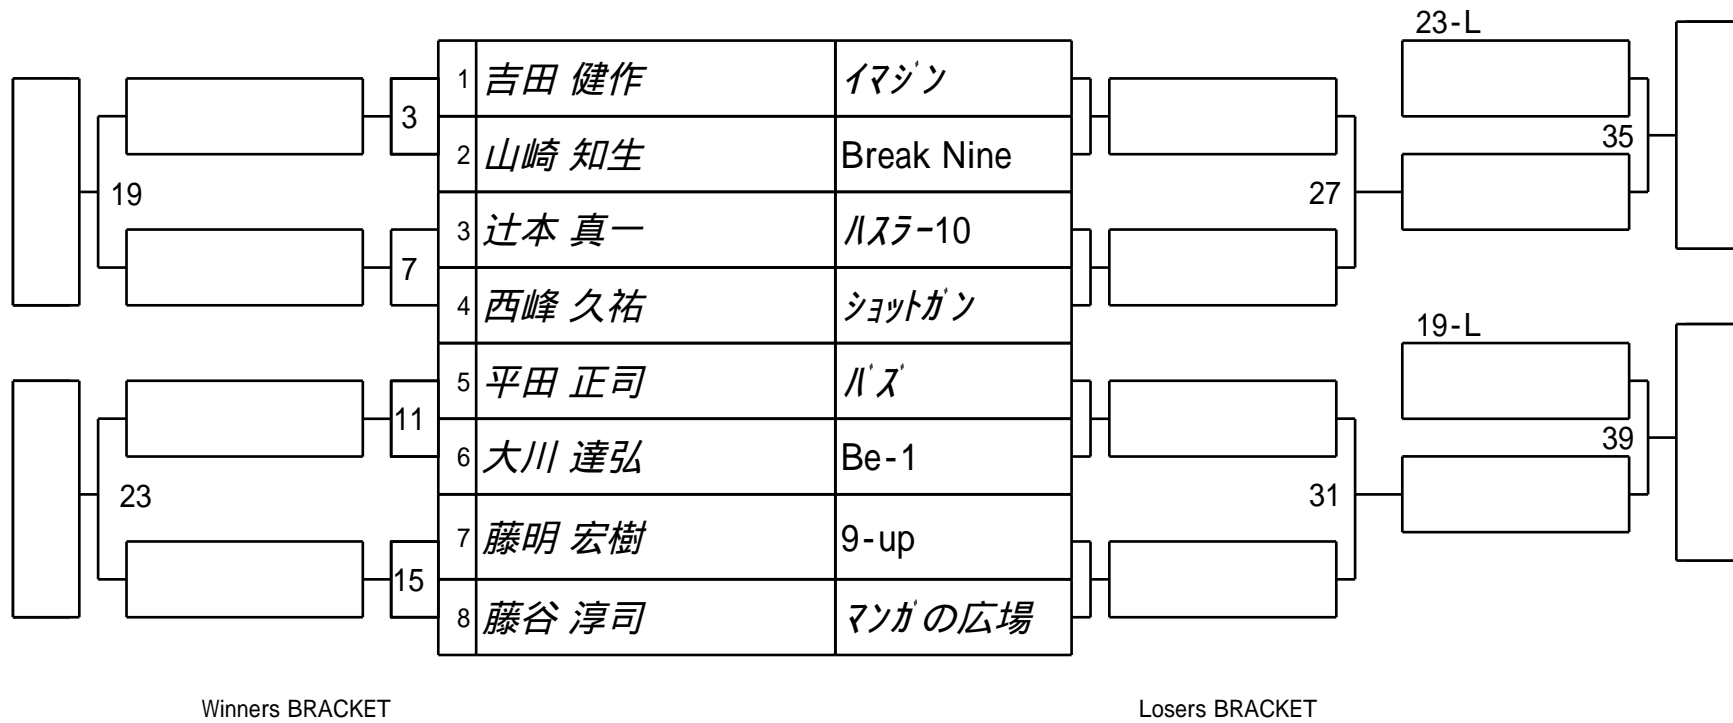 23-L
1 吉田 健作 ｲﾏｼﾞﾝ
3
2 山崎 知生 Break Nine
35
19
27
3 辻本 真一 ﾊｽﾗｰ10
7
4 西峰 久祐 ｼｮｯﾄｶﾞﾝ
19-L
5 平田 正司 ﾊﾞｽﾞ
11
6 大川 達弘 Be-1
39
23
31
7 藤明 宏樹 9-up
15
8 藤谷 淳司 ﾏﾝｶﾞの広場
Winners BRACKET
Losers BRACKET